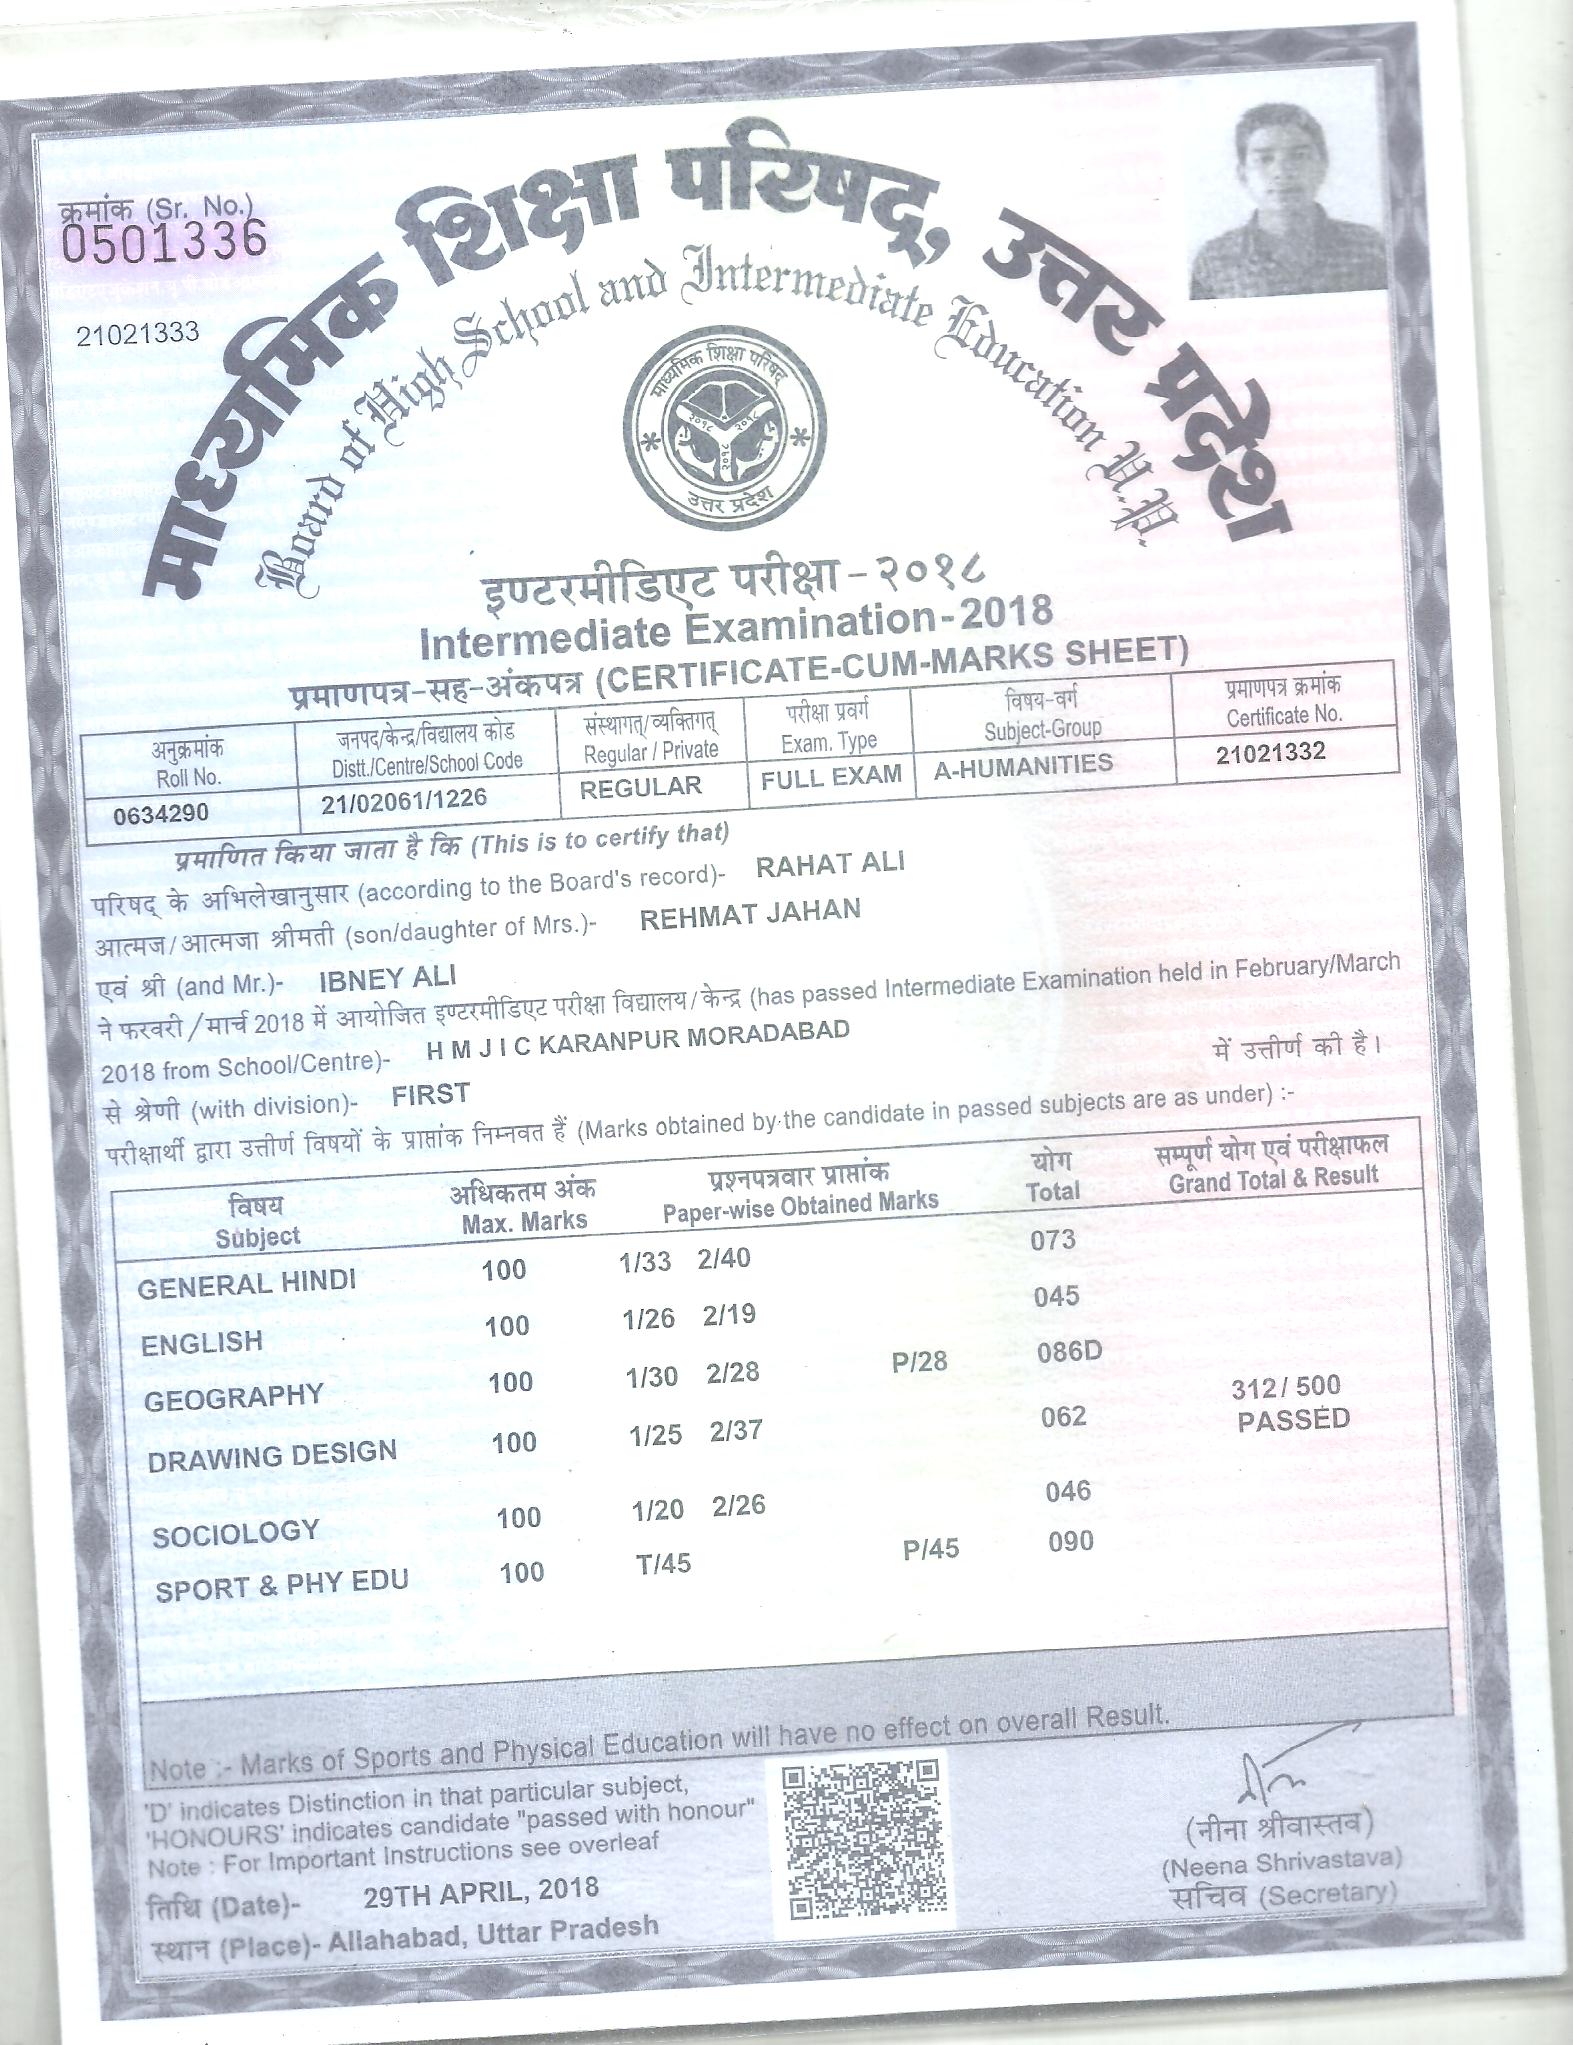 क्रमांक (Sr. No.)
0501336
21021333
माध्यमिक शिक्षा परिषद्, उत्तर प्रदेश
Board of High School and Intermediate Education U.P.
माध्यमिक शिक्षा परिषद्
२०१८ २०१८
२०१८
उत्तर प्रदेश
इण्टरमीडिएट परीक्षा - २०१८
Intermediate Examination-2018
प्रमाणपत्र-सह-अंकपत्र (CERTIFICATE-CUM-MARKS SHEET)
अनुक्रमांक जनपद/केन्द्र/विद्यालय कोड संस्थागत्/व्यक्तिगत् परीक्षा प्रवर्ग विषय-वर्ग प्रमाणपत्र क्रमांक
Roll No. Distt./Centre/School Code Regular / Private Exam. Type Subject-Group Certificate No.
0634290 21/02061/1226 REGULAR FULL EXAM A-HUMANITIES 21021332
प्रमाणित किया जाता है कि (This is to certify that)
परिषद् के अभिलेखानुसार (according to the Board's record)- RAHAT ALI
आत्मज/आत्मजा श्रीमती (son/daughter of Mrs.)- REHMAT JAHAN
एवं श्री (and Mr.)- IBNEY ALI
ने फरवरी/मार्च 2018 में आयोजित इण्टरमीडिएट परीक्षा विद्यालय/केन्द्र (has passed Intermediate Examination held in February/March
2018 from School/Centre)- H M J I C KARANPUR MORADABAD
से श्रेणी (with division)- FIRST में उत्तीर्ण की है।
परीक्षार्थी द्वारा उत्तीर्ण विषयों के प्राप्तांक निम्नवत हैं (Marks obtained by the candidate in passed subjects are as under) :-
विषय अधिकतम अंक प्रश्नपत्रवार प्राप्तांक योग सम्पूर्ण योग एवं परीक्षाफल
Subject Max. Marks Paper-wise Obtained Marks Total Grand Total & Result
GENERAL HINDI 100 1/33 2/40 073
ENGLISH 100 1/26 2/19 045
GEOGRAPHY 100 1/30 2/28 P/28 086D
312/ 500
DRAWING DESIGN 100 1/25 2/37 062 PASSED
SOCIOLOGY 100 1/20 2/26 046
SPORT & PHY EDU 100 T/45 P/45 090
Note :- Marks of Sports and Physical Education will have no effect on overall Result.
'D' indicates Distinction in that particular subject,
'HONOURS' indicates candidate "passed with honour"
Note : For Important Instructions see overleaf
तिथि (Date)- 29TH APRIL, 2018
स्थान (Place)- Allahabad, Uttar Pradesh
(नीना श्रीवास्तव)
(Neena Shrivastava)
सचिव (Secretary)